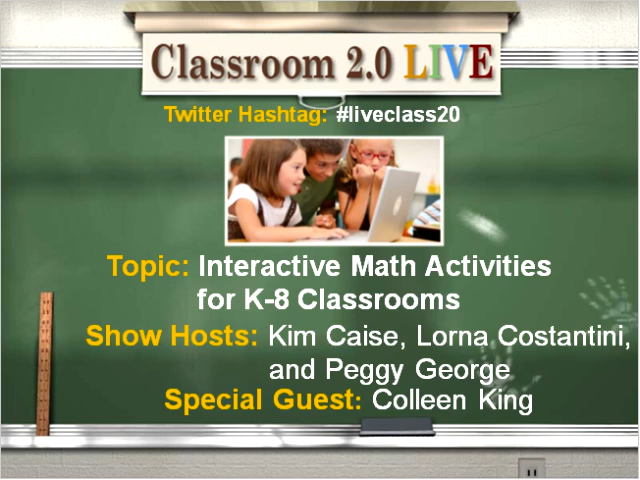 Classroom 2.0 LIVE
Twitter Hashtag: #liveclass20
Topic: Interactive Math Activities
for K-8 Classrooms
Show Hosts: Kim Caise, Lorna Costantini,
and Peggy George
Special Guest: Colleen King